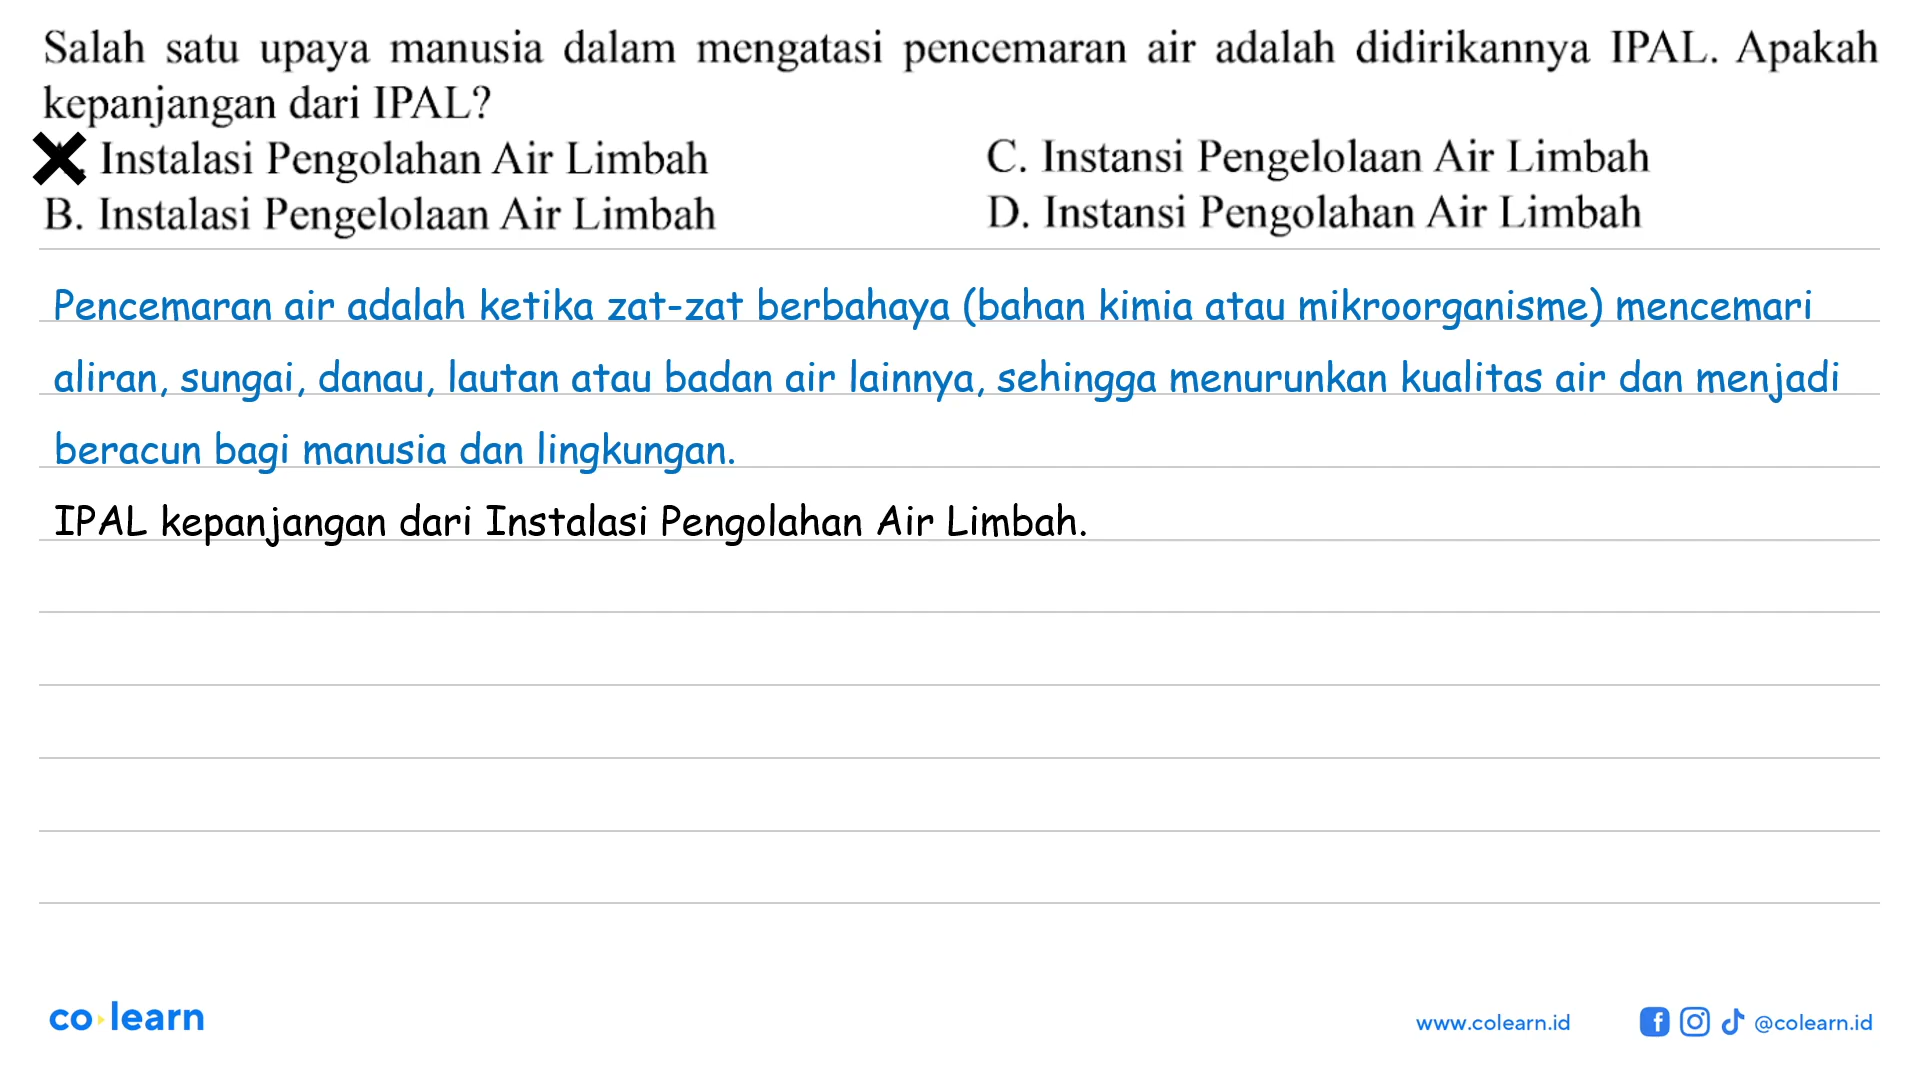 Salah satu upaya manusia dalam mengatasi pencemaran air adalah didirikannya IPAL. Apakah
kepanjangan dari IPAL?
Instalasi Pengolahan Air Limbah
B. Instalasi Pengelolaan Air Limbah
C. Instansi Pengelolaan Air Limbah
D. Instansi Pengolahan Air Limbah
Pencemaran air adalah ketika zat-zat berbahaya (bahan kimia atau mikroorganisme) mencemari
aliran, sungai, danau, lautan atau badan air lainnya, sehingga menurunkan kualitas air dan menjadi
beracun bagi manusia dan lingkungan.
IPAL kepanjangan dari Instalasi Pengolahan Air Limbah.
co learn
www.colearn.id
@colearn.id